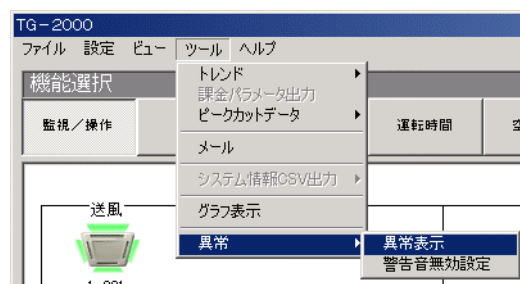 TG-2000
ファイル 設定 ビュー ツール ヘルプ
機能選択
トレンド
課金パラメータ出力
ピークカットデータ
監視/操作
運転時間
メール
システム情報CSV出力
送風
グラフ表示
異常
異常表示
警告音無効設定